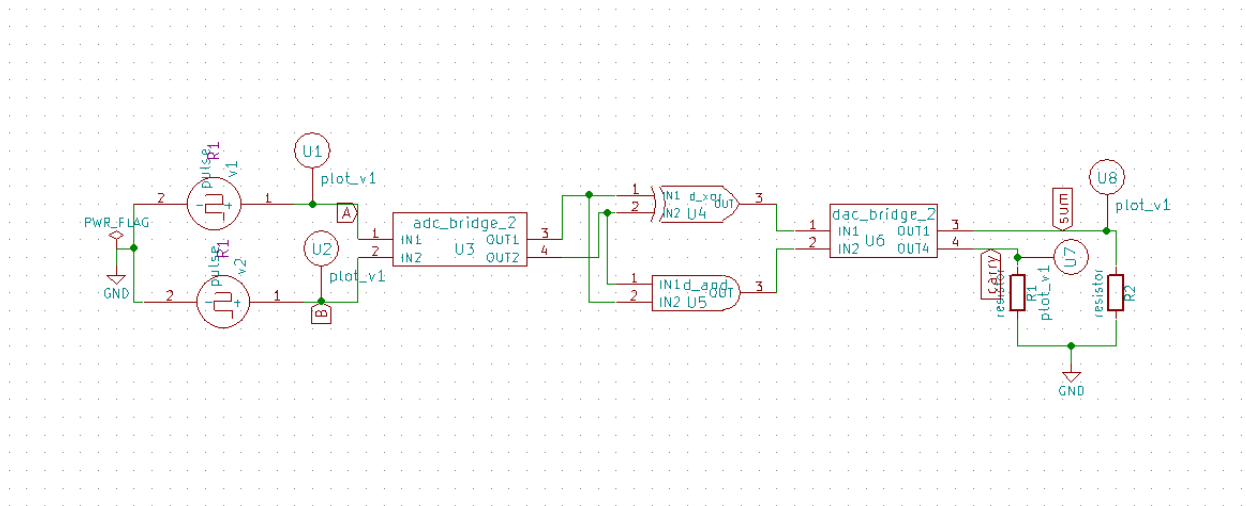 PWR_FLAG
GND
2
pulse
R1
v1
1
U1
plot_v1
A
2
pulse
R1
v2
1
U2
plot_v1
B
adc_bridge_2
U3
1 IN1 OUT1 3
2 IN2 OUT2 4
1 IN1 d_xor OUT 3
2 IN2 U4
1 IN1 d_and OUT 3
2 IN2 U5
dac_bridge_2
U6
1 IN1 OUT1 3
2 IN2 OUT4 4
sum
U8
plot_v1
carry
U7
plot_v1
resistor
R1
resistor
R2
GND